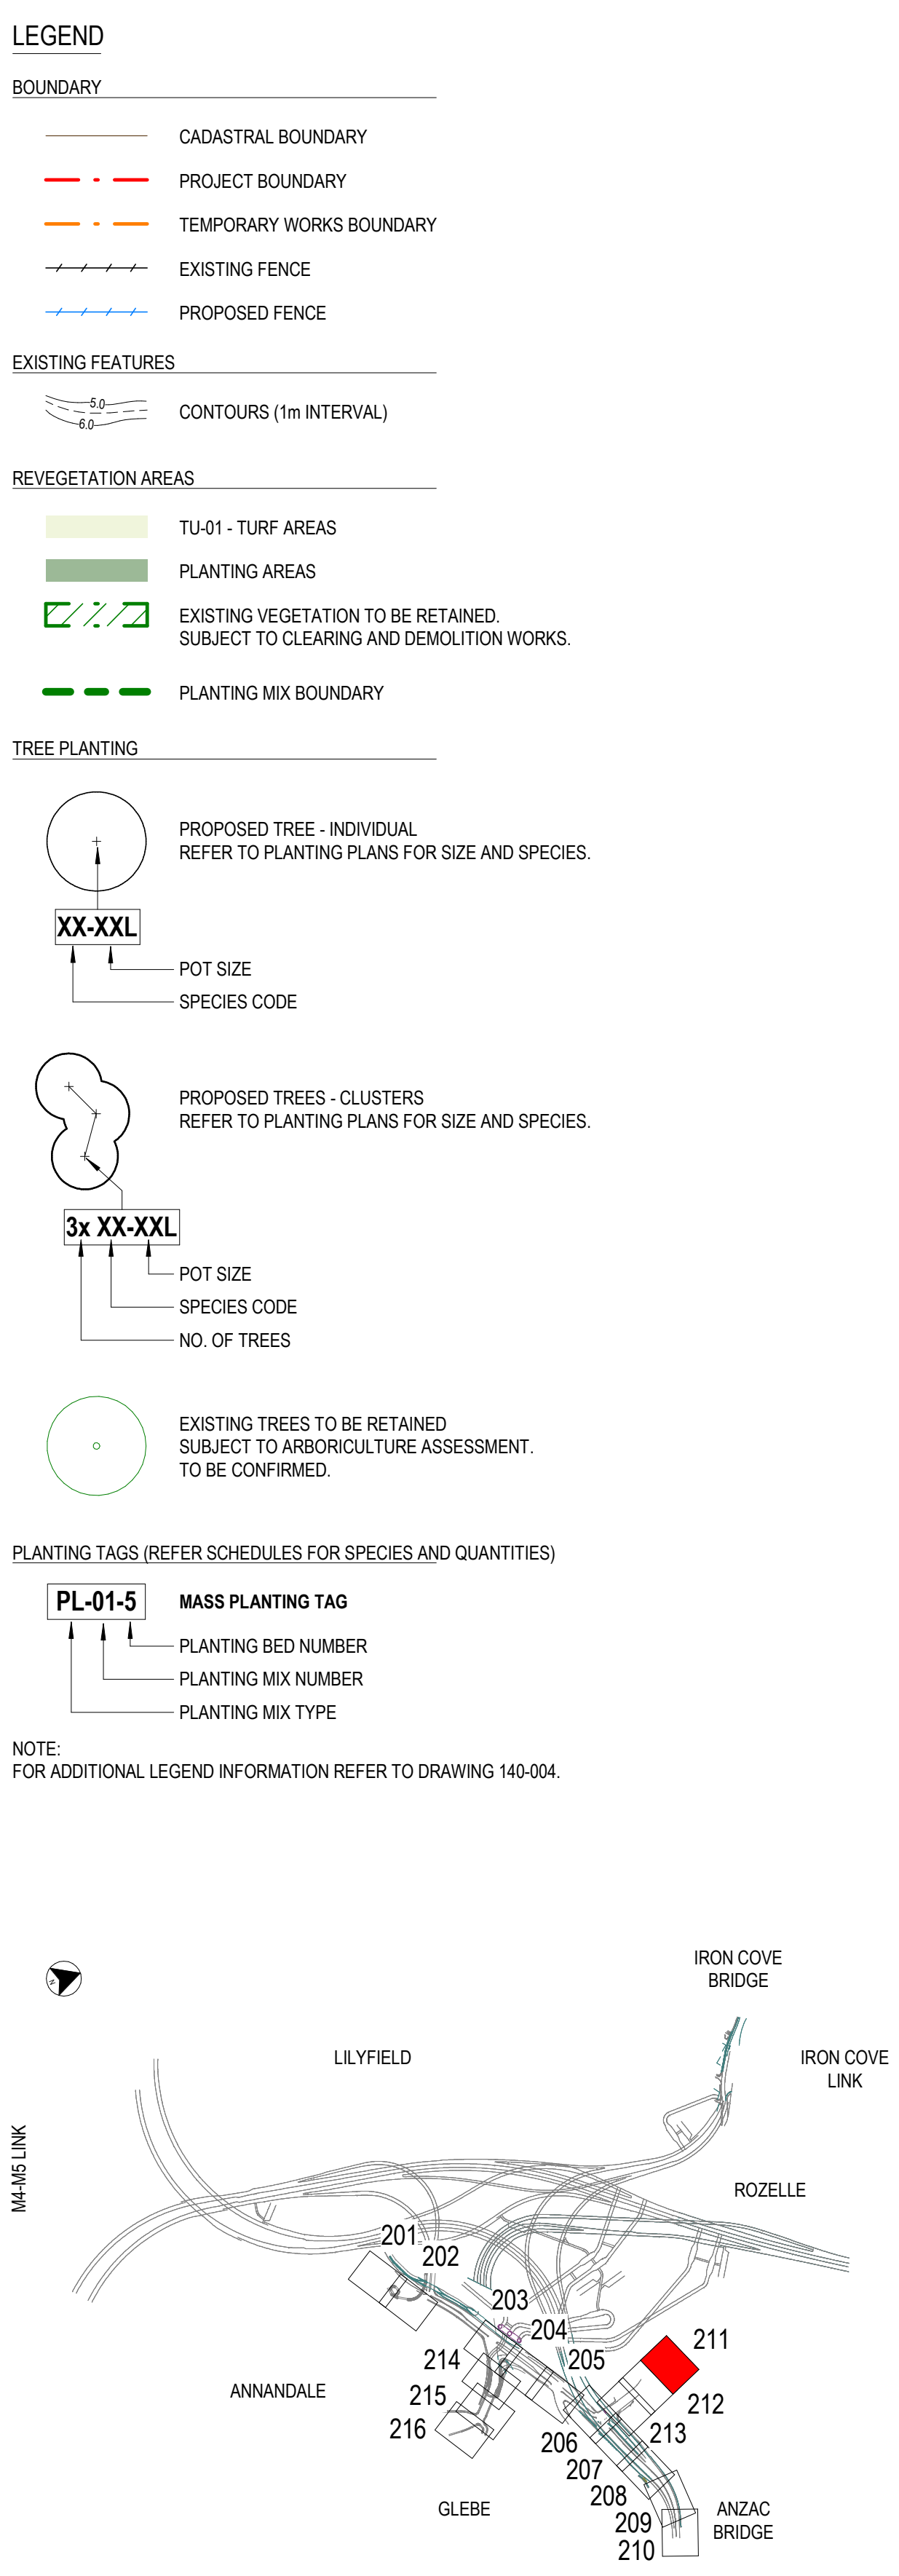 LEGEND
BOUNDARY
CADASTRAL BOUNDARY
PROJECT BOUNDARY
TEMPORARY WORKS BOUNDARY
EXISTING FENCE
PROPOSED FENCE
EXISTING FEATURES
5.0
6.0
CONTOURS (1m INTERVAL)
REVEGETATION AREAS
TU-01 - TURF AREAS
PLANTING AREAS
EXISTING VEGETATION TO BE RETAINED.
SUBJECT TO CLEARING AND DEMOLITION WORKS.
PLANTING MIX BOUNDARY
TREE PLANTING
PROPOSED TREE - INDIVIDUAL
REFER TO PLANTING PLANS FOR SIZE AND SPECIES.
XX-XXL
POT SIZE
SPECIES CODE
PROPOSED TREES - CLUSTERS
REFER TO PLANTING PLANS FOR SIZE AND SPECIES.
3x XX-XXL
POT SIZE
SPECIES CODE
NO. OF TREES
EXISTING TREES TO BE RETAINED
SUBJECT TO ARBORICULTURE ASSESSMENT.
TO BE CONFIRMED.
PLANTING TAGS (REFER SCHEDULES FOR SPECIES AND QUANTITIES)
PL-01-5
MASS PLANTING TAG
PLANTING BED NUMBER
PLANTING MIX NUMBER
PLANTING MIX TYPE
NOTE:
FOR ADDITIONAL LEGEND INFORMATION REFER TO DRAWING 140-004.
N
IRON COVE
BRIDGE
LILYFIELD
IRON COVE
LINK
M4-M5 LINK
ROZELLE
201
202
203
204
205
211
214
212
215
216
213
206
207
208
209
210
ANNANDALE
GLEBE
ANZAC
BRIDGE